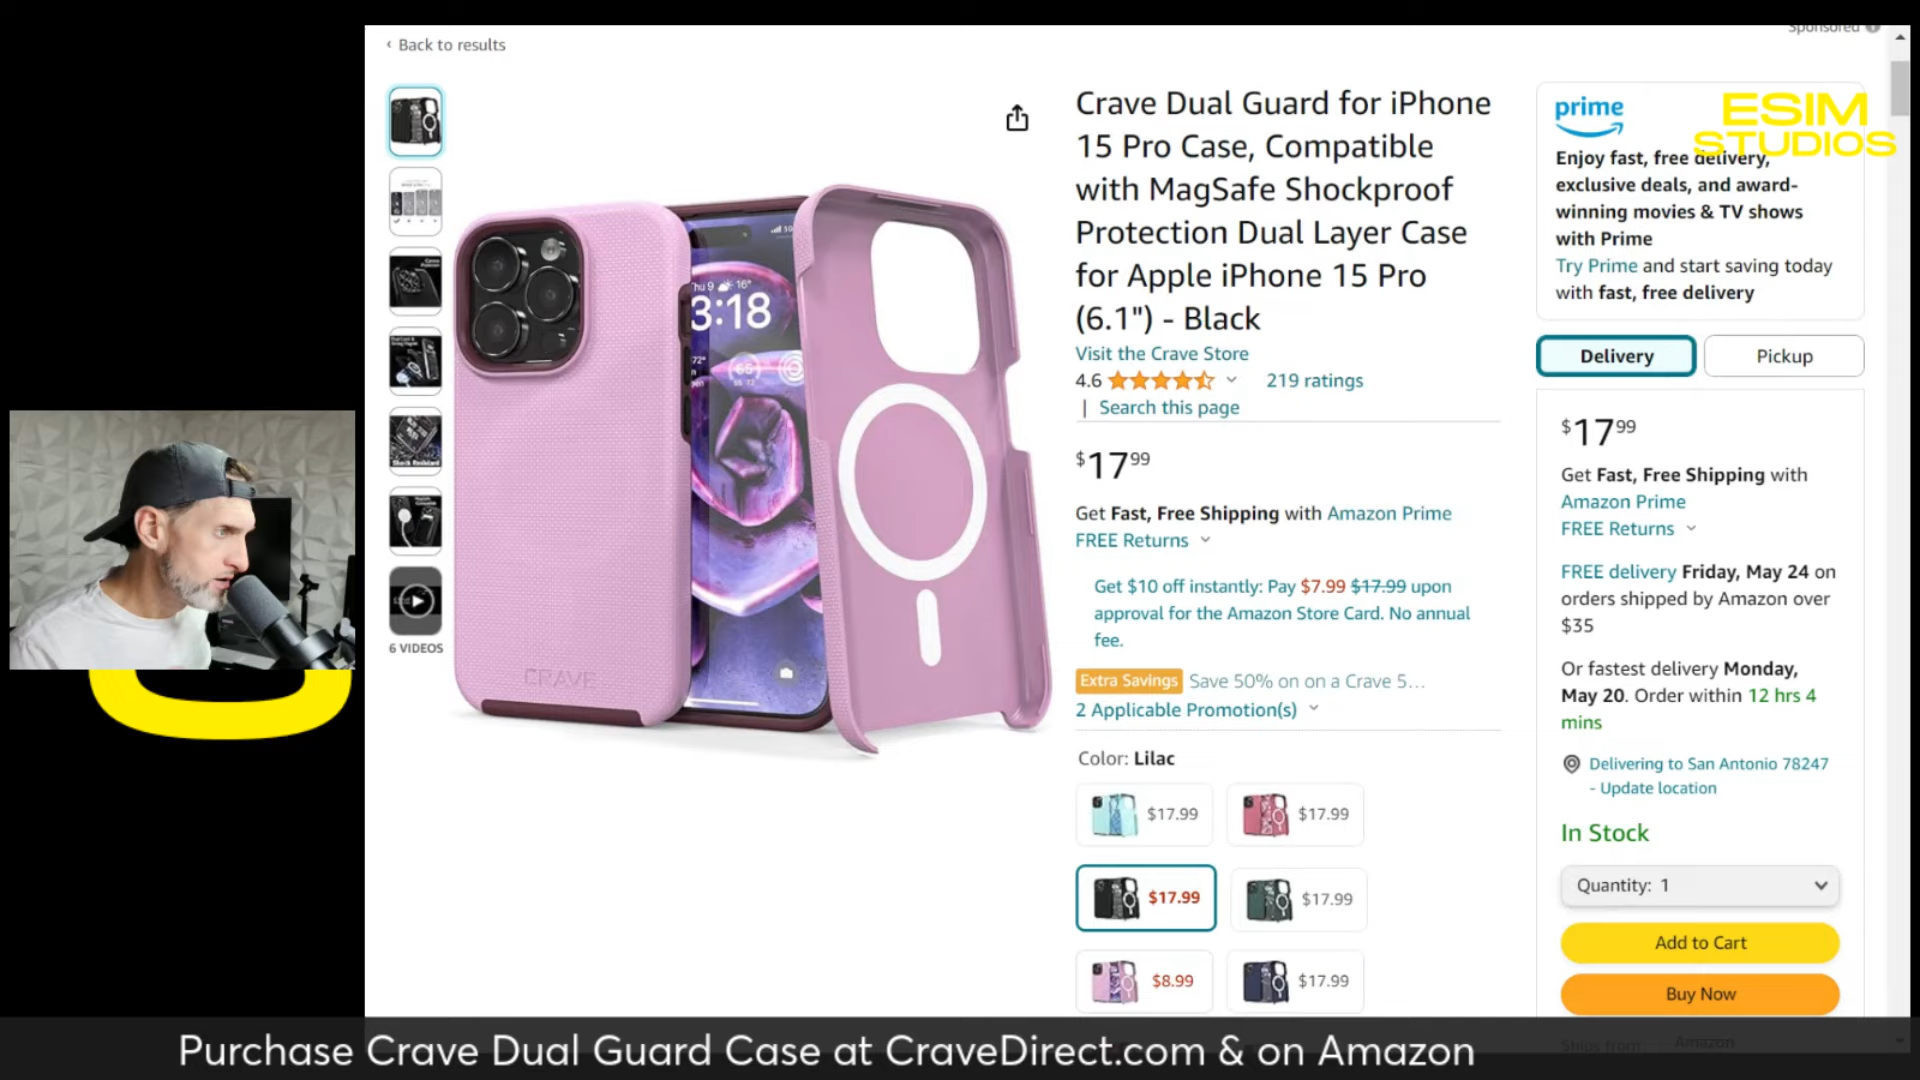 Sponsored
‹ Back to results
Crave Dual Guard for iPhone
15 Pro Case, Compatible
with MagSafe Shockproof
Protection Dual Layer Case
for Apple iPhone 15 Pro
(6.1") - Black
Visit the Crave Store
4.6
219 ratings
| Search this page
$17 99
Get Fast, Free Shipping with Amazon Prime
FREE Returns
Get $10 off instantly: Pay $7.99 $17.99 upon
approval for the Amazon Store Card. No annual
fee.
Extra Savings Save 50% on on a Crave 5…
2 Applicable Promotion(s)
Color: Lilac
$17.99 $17.99
$17.99 $17.99
$8.99 $17.99
6 VIDEOS
Shock Resistant
3:18
CRAVE
prime
ESIM
STUDIOS
Enjoy fast, free delivery,
exclusive deals, and award-
winning movies & TV shows
with Prime
Try Prime and start saving today
with fast, free delivery
Delivery Pickup
$17 99
Get Fast, Free Shipping with
Amazon Prime
FREE Returns
FREE delivery Friday, May 24 on
orders shipped by Amazon over
$35
Or fastest delivery Monday,
May 20. Order within 12 hrs 4
mins
Delivering to San Antonio 78247
- Update location
In Stock
Quantity: 1
Add to Cart
Buy Now
Ships from Amazon
Purchase Crave Dual Guard Case at CraveDirect.com & on Amazon